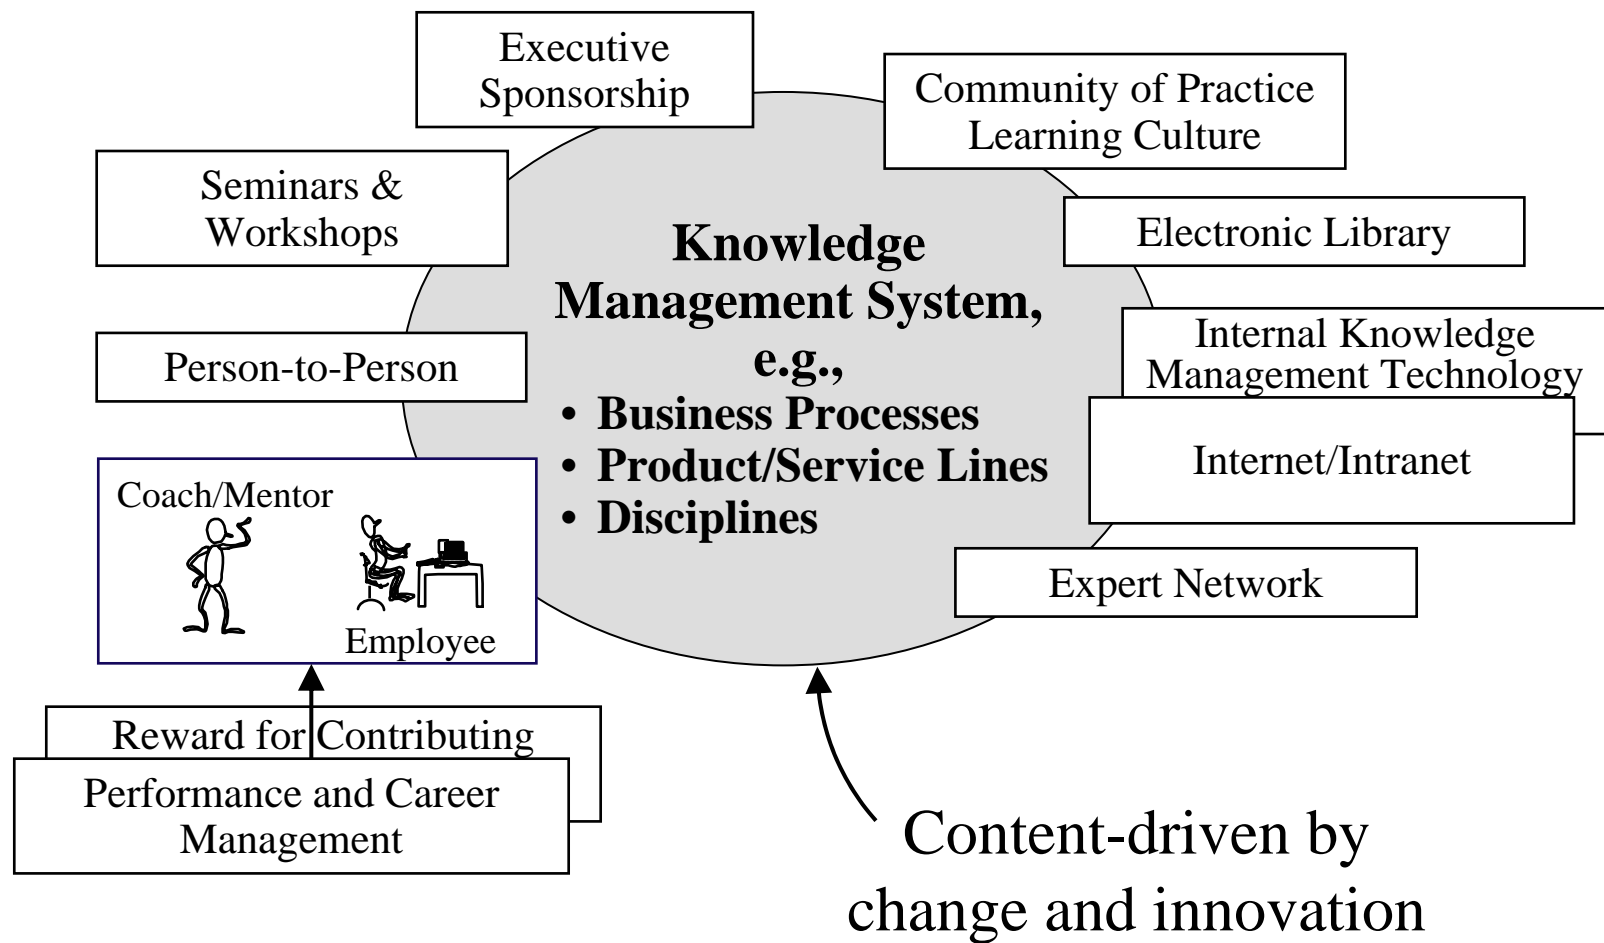 Executive
Sponsorship
Community of Practice
Learning Culture
Seminars &
Workshops
Electronic Library
Knowledge
Management System,
e.g.,
• Business Processes
• Product/Service Lines
• Disciplines
Internal Knowledge
Management Technology
Person-to-Person
Internet/Intranet
Coach/Mentor
Employee
Expert Network
Reward for Contributing
Performance and Career
Management
Content-driven by
change and innovation